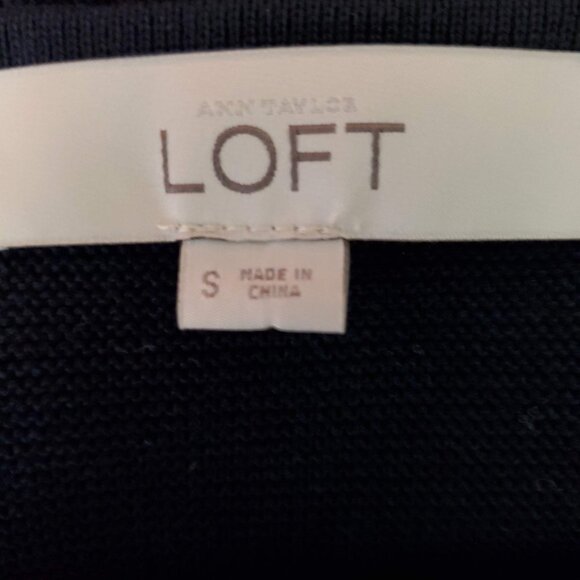 ANN TAYLOR
LOFT
S
MADE IN
CHINA